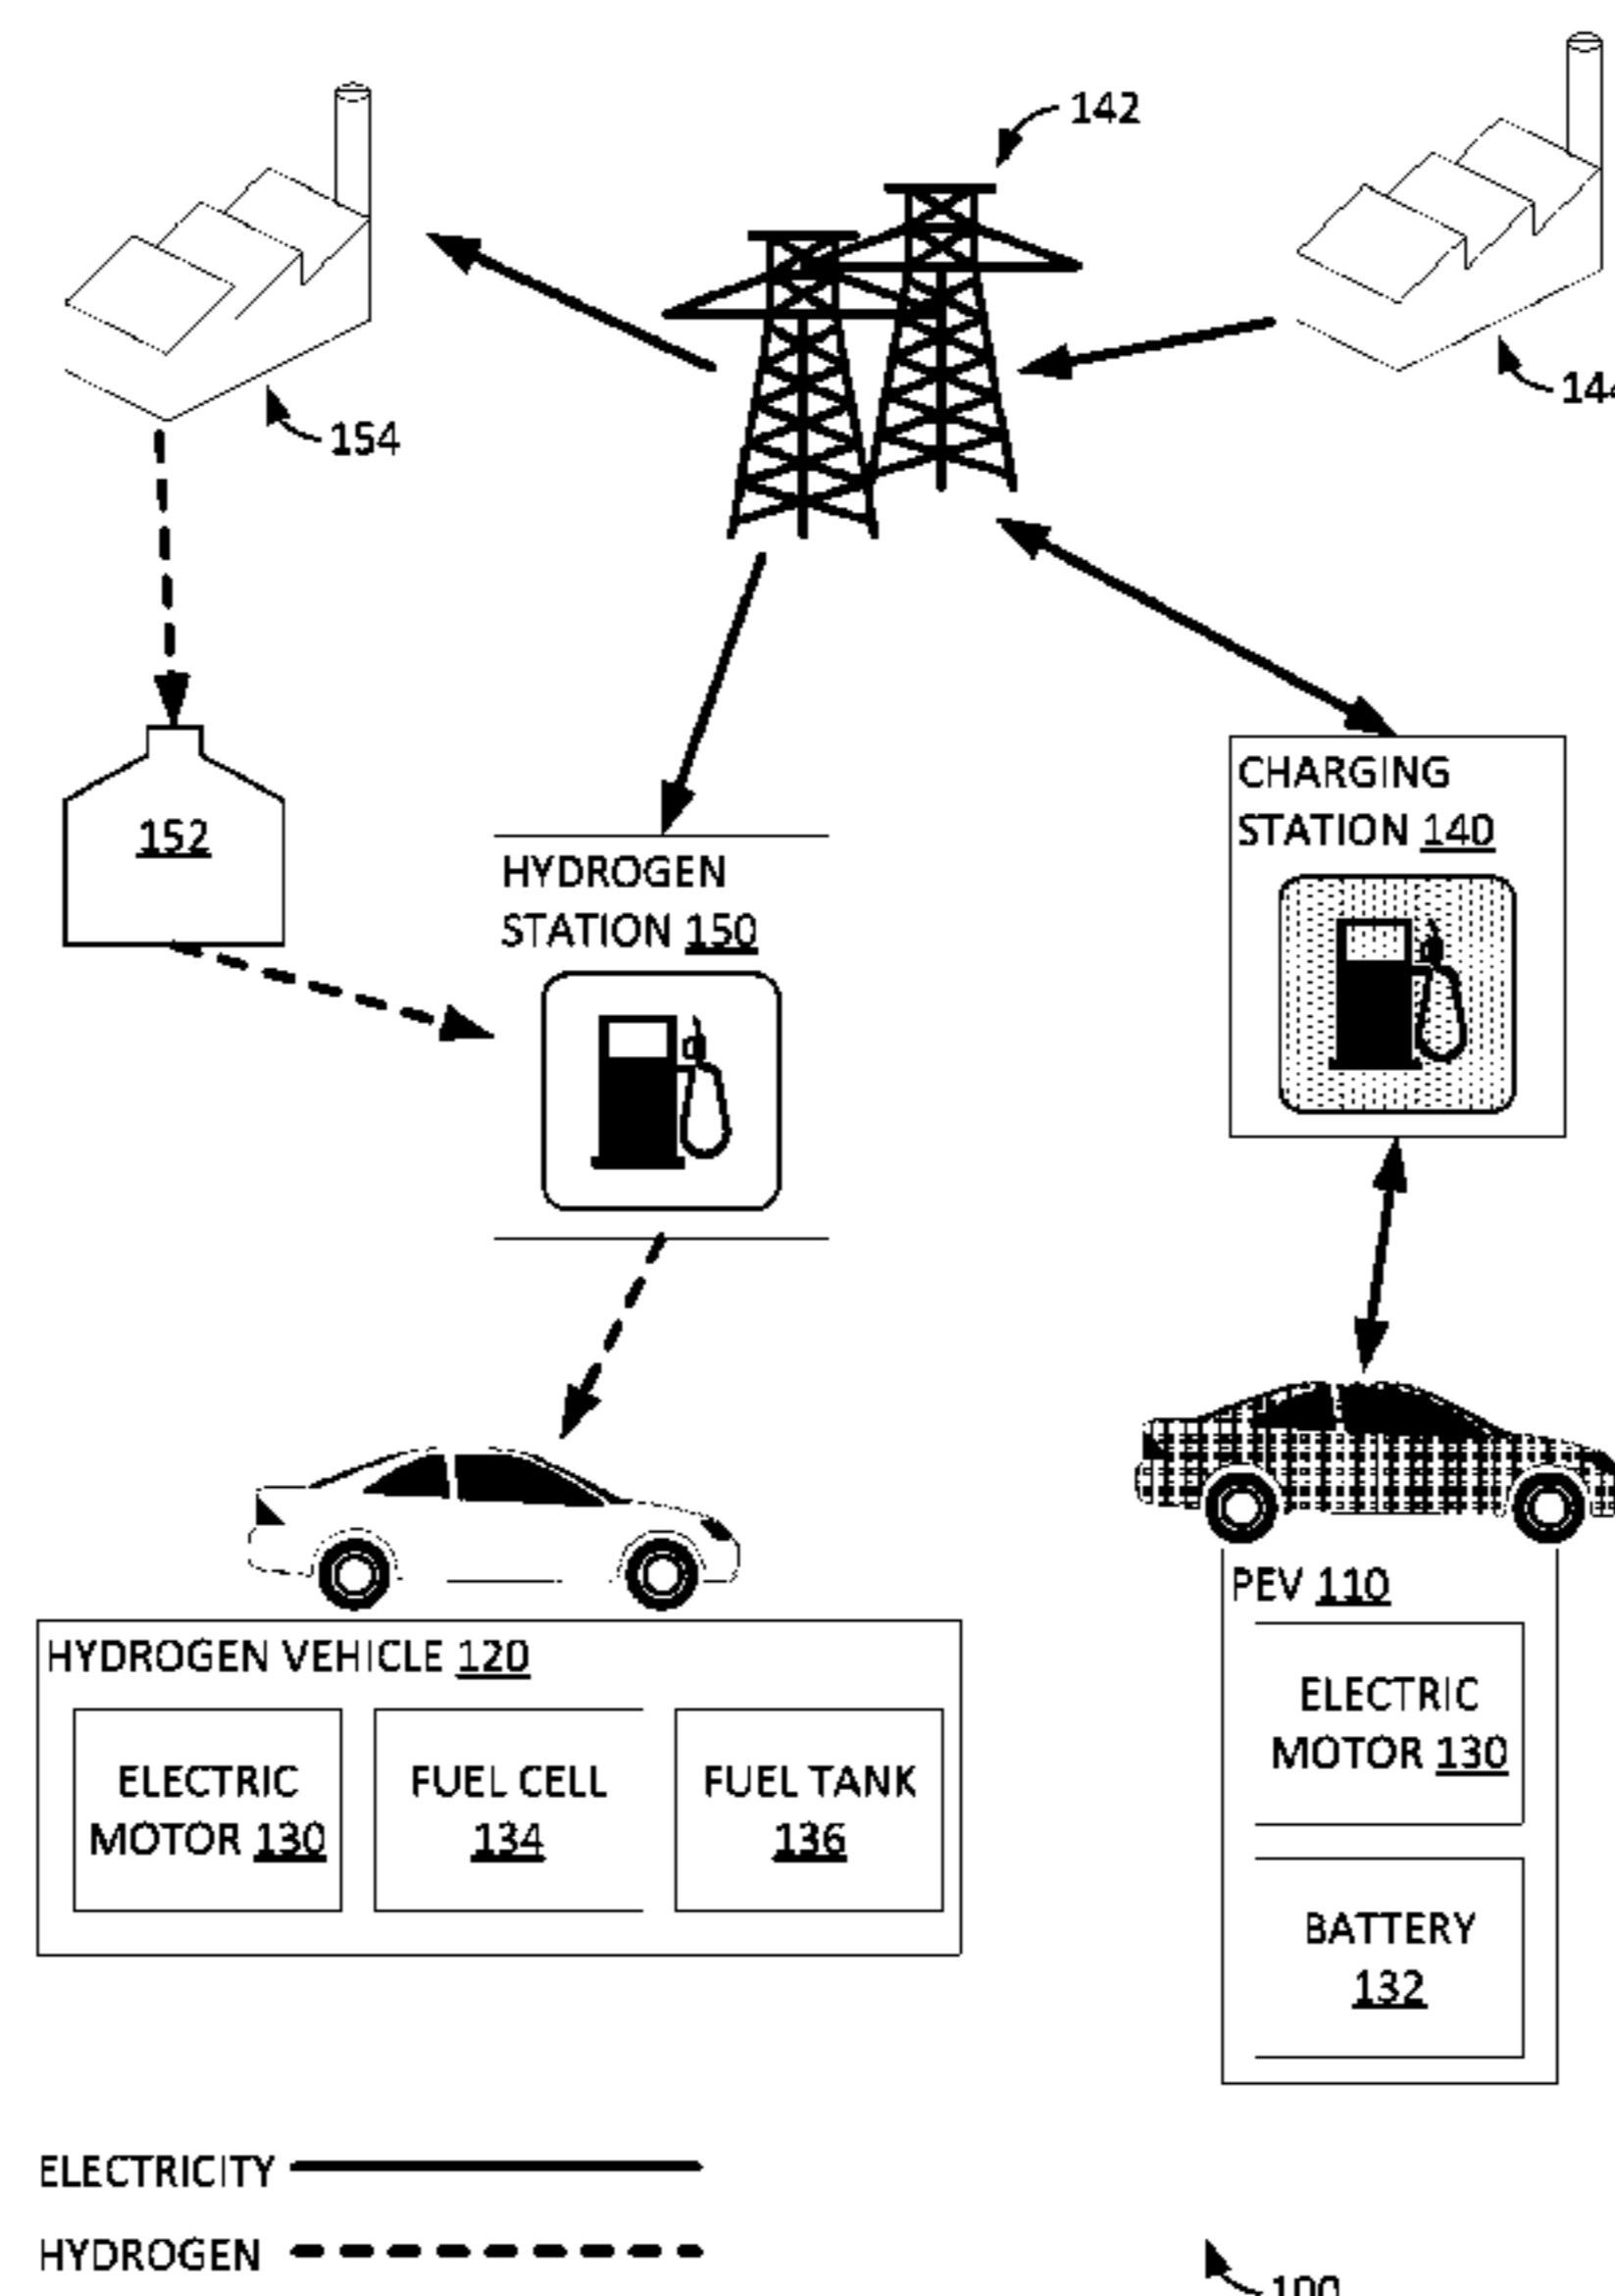 142
144
154
CHARGING
STATION 140
152
HYDROGEN
STATION 150
PEV 110
HYDROGEN VEHICLE 120
ELECTRIC
MOTOR 130
FUEL CELL
134
FUEL TANK
136
ELECTRIC
MOTOR 130
BATTERY
132
ELECTRICITY
HYDROGEN
100